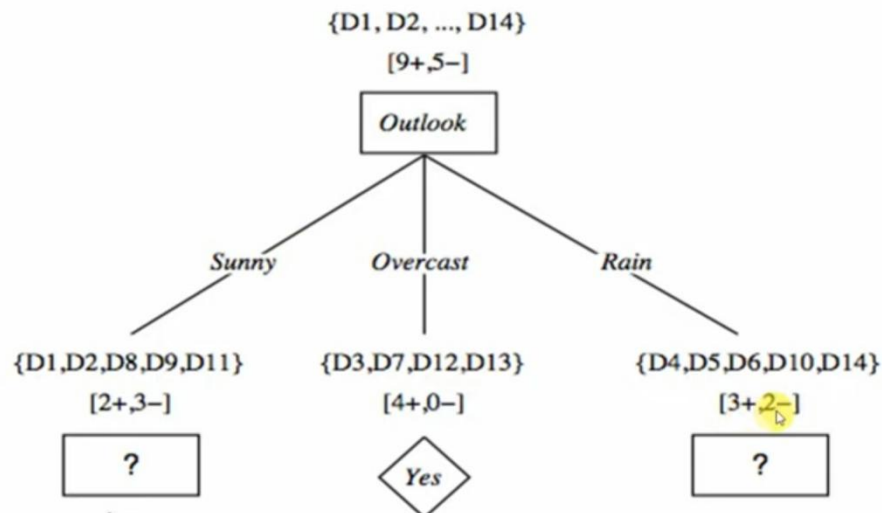 {D1, D2, ..., D14}
[9+,5−]
Outlook
Sunny
Overcast
Rain
{D1,D2,D8,D9,D11}
{D3,D7,D12,D13}
{D4,D5,D6,D10,D14}
[2+,3−]
[4+,0−]
[3+,2−]
?
Yes
?